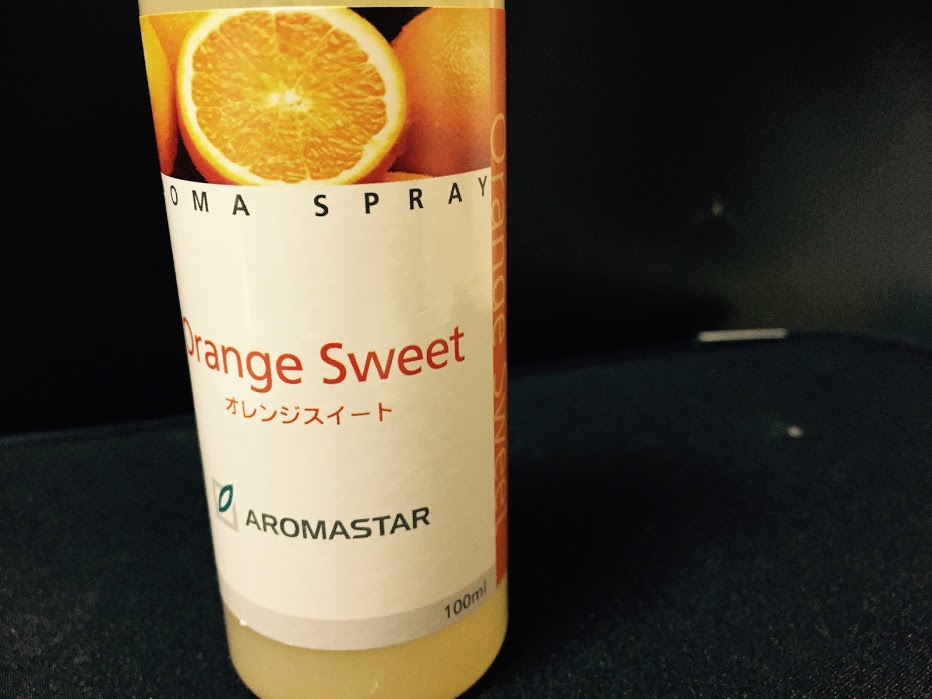 OMA SPRAY
Orange Sweet
オレンジスイート
AROMASTAR
100ml
Orange Sweet